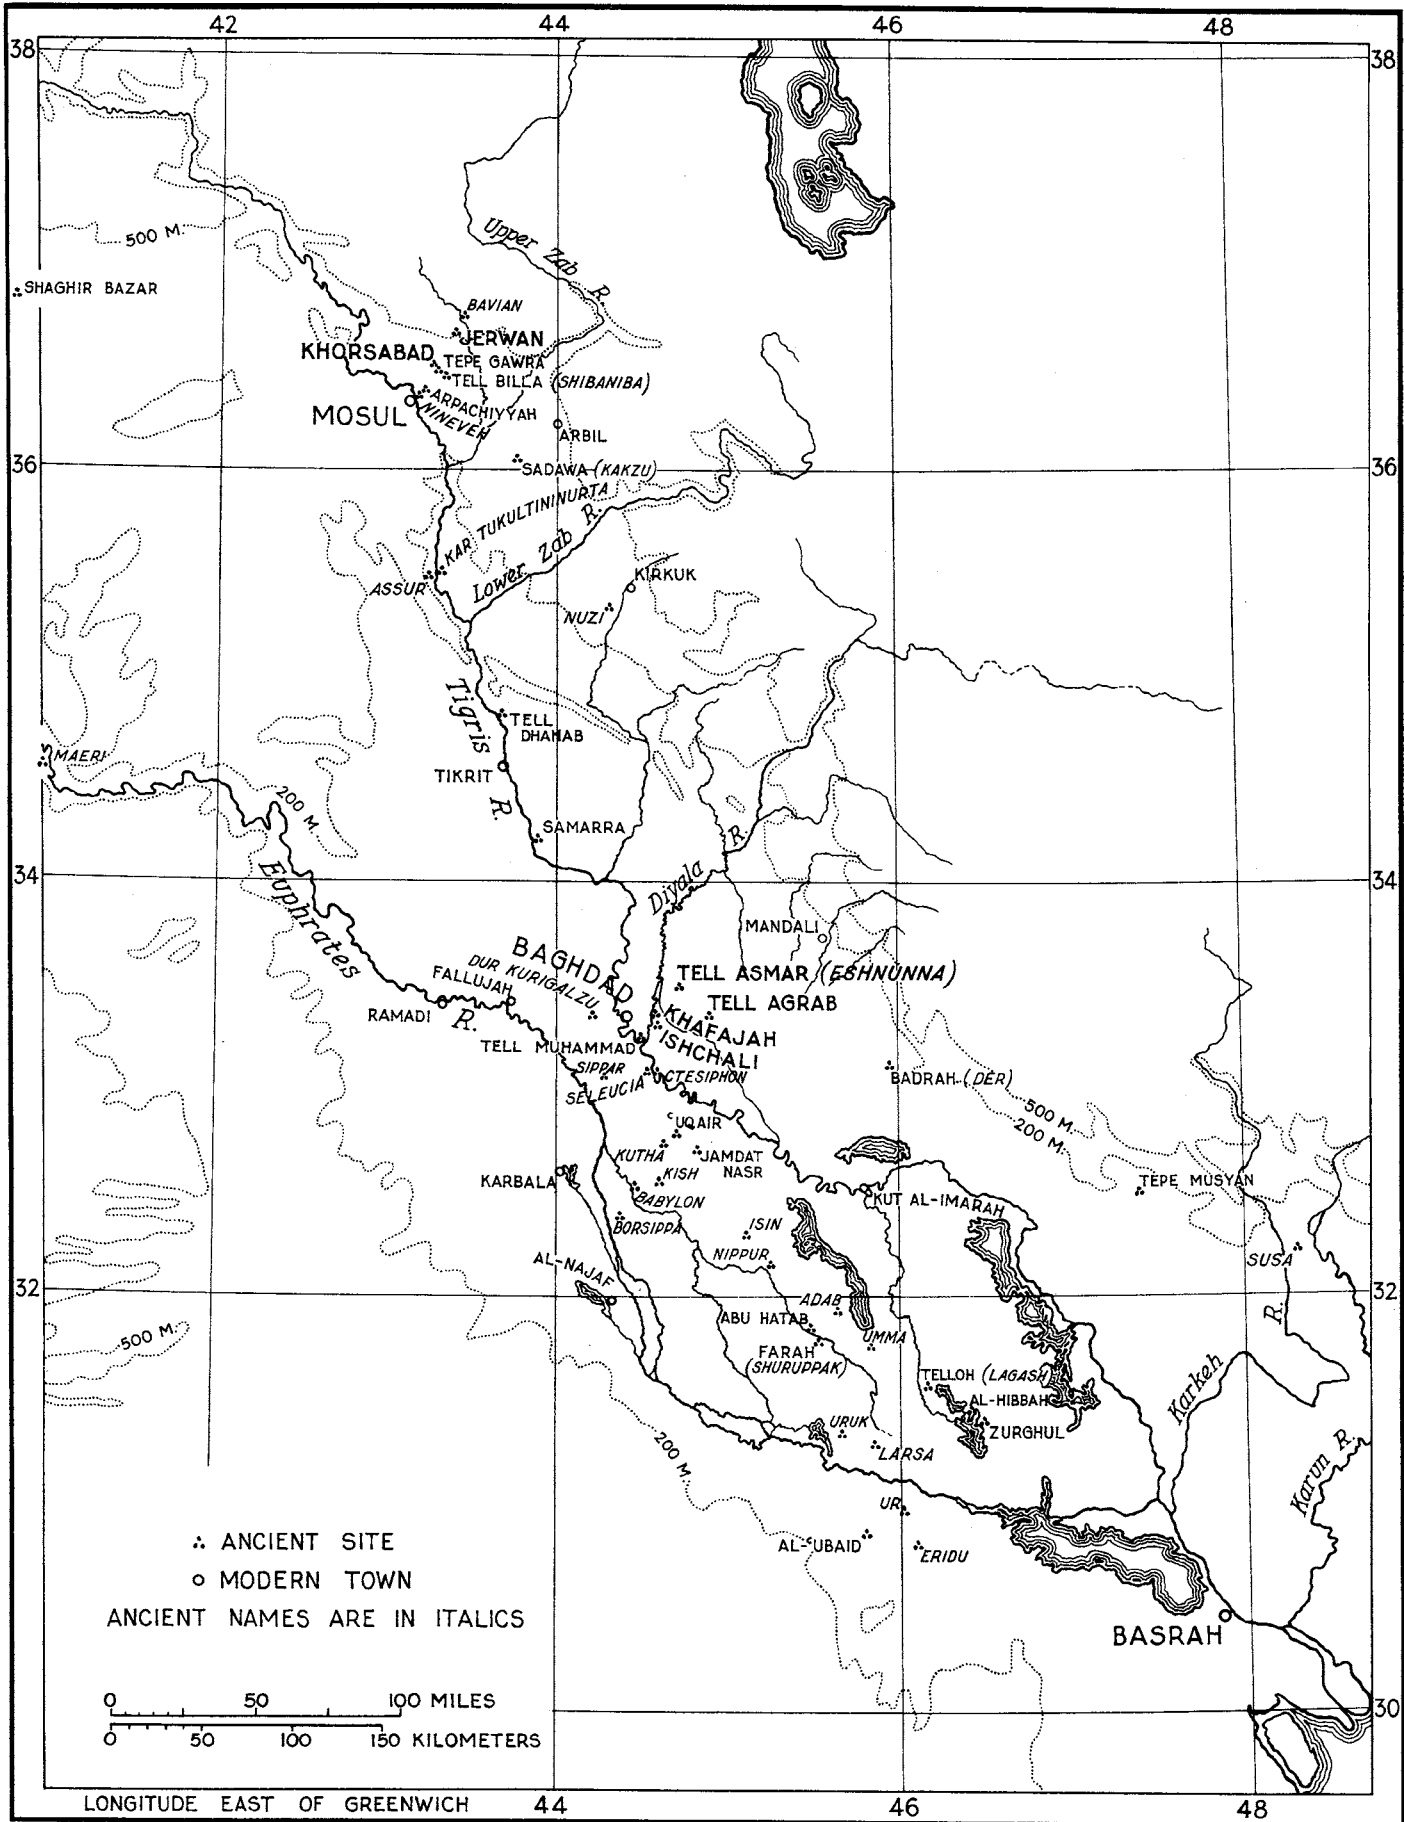 42 44 46 48
38 38
500 M.
Upper Zab R.
SHAGHIR BAZAR
BAVIAN
JERWAN
KHORSABAD
TEPE GAWRA
TELL BILLA (SHIBANIBA)
ARPACHIYYAH
NINEVEH
MOSUL
ARBIL
36 36
SADAWA (KAKZU)
KAR TUKULTININURTA
Lower Zab R.
ASSUR
KIRKUK
NUZI
Tigris R.
TELL
DHAHAB
MAERI
TIKRIT
200 M.
SAMARRA
Diyala R.
34 34
Euphrates R.
MANDALI
BAGHDAD
DUR KURIGALZU
FALLUJAH
RAMADI
TELL ASMAR (ESHNUNNA)
TELL AGRAB
KHAFAJAH
ISHCHALI
TELL MUHAMMAD
SIPPAR
SELEUCIA
CTESIPHON
BADRAH (DER)
500 M.
200 M.
ʿUQAIR
KUTHA
JAMDAT
NASR
KISH
KARBALA
BABYLON
KUT AL-IMARAH
TEPE MUSYAN
BORSIPPA
ISIN
NIPPUR
SUSA
AL-NAJAF
32 32
ADAB
ABU HATAB
UMMA
FARAH
(SHURUPPAK)
500 M.
TELLOH (LAGASH)
AL-HIBBAH
ZURGHUL
Karkeh R.
URUK
LARSA
200 M.
Karun R.
UR
AL-ʿUBAID
ERIDU
BASRAH
ANCIENT SITE
MODERN TOWN
ANCIENT NAMES ARE IN ITALICS
0 50 100 MILES
0 50 100 150 KILOMETERS
30
LONGITUDE EAST OF GREENWICH
44 46 48